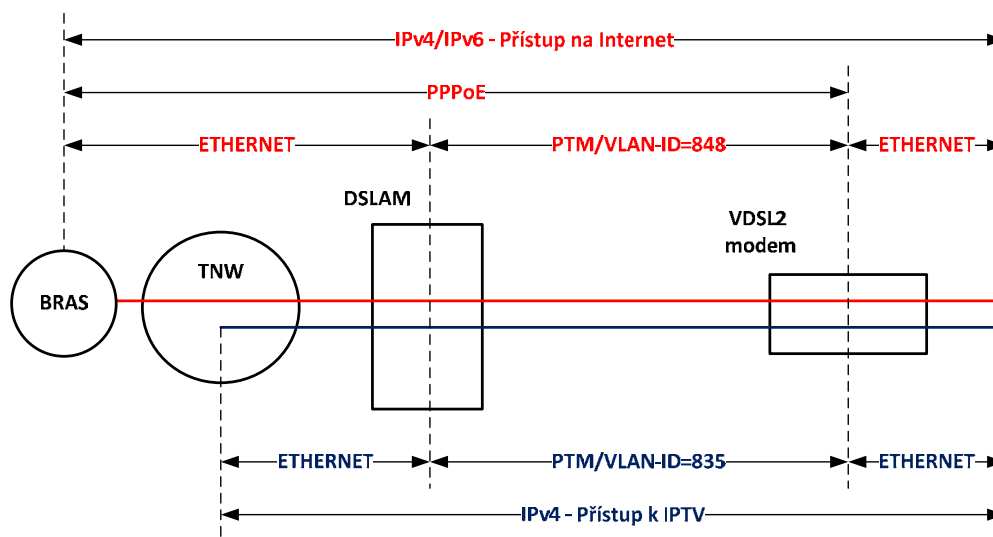 IPv4/IPv6 - Přístup na Internet
PPPoE
ETHERNET
PTM/VLAN-ID=848
ETHERNET
DSLAM
VDSL2
modem
TNW
BRAS
ETHERNET
PTM/VLAN-ID=835
ETHERNET
IPv4 - Přístup k IPTV